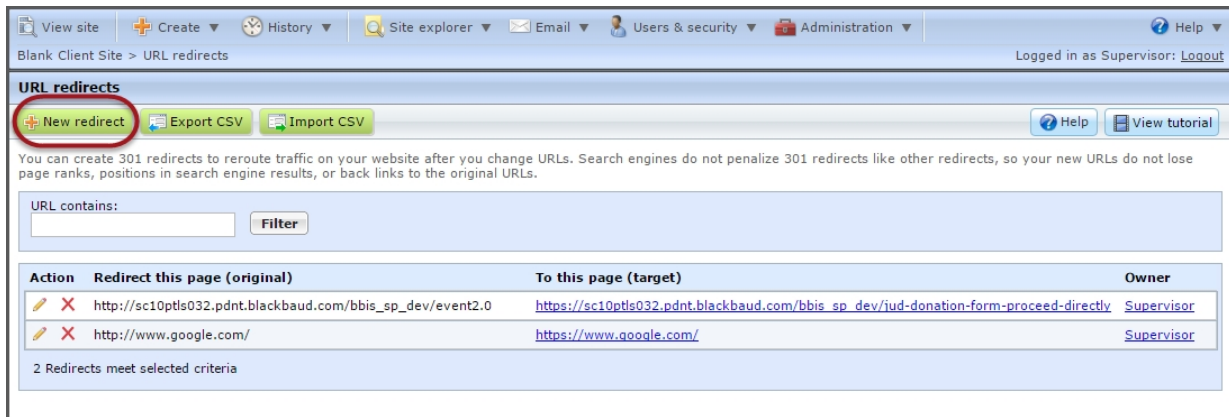 View site Create ▼ History ▼ Site explorer ▼ Email ▼ Users & security ▼ Administration ▼ Help ▼
Blank Client Site > URL redirects Logged in as Supervisor: Logout
URL redirects
New redirect Export CSV Import CSV Help View tutorial
You can create 301 redirects to reroute traffic on your website after you change URLs. Search engines do not penalize 301 redirects like other redirects, so your new URLs do not lose
page ranks, positions in search engine results, or back links to the original URLs.
URL contains:
Filter
Action Redirect this page (original) To this page (target) Owner
http://sc10ptls032.pdnt.blackbaud.com/bbis_sp_dev/event2.0 https://sc10ptls032.pdnt.blackbaud.com/bbis_sp_dev/jud-donation-form-proceed-directly Supervisor
http://www.google.com/ https://www.google.com/ Supervisor
2 Redirects meet selected criteria